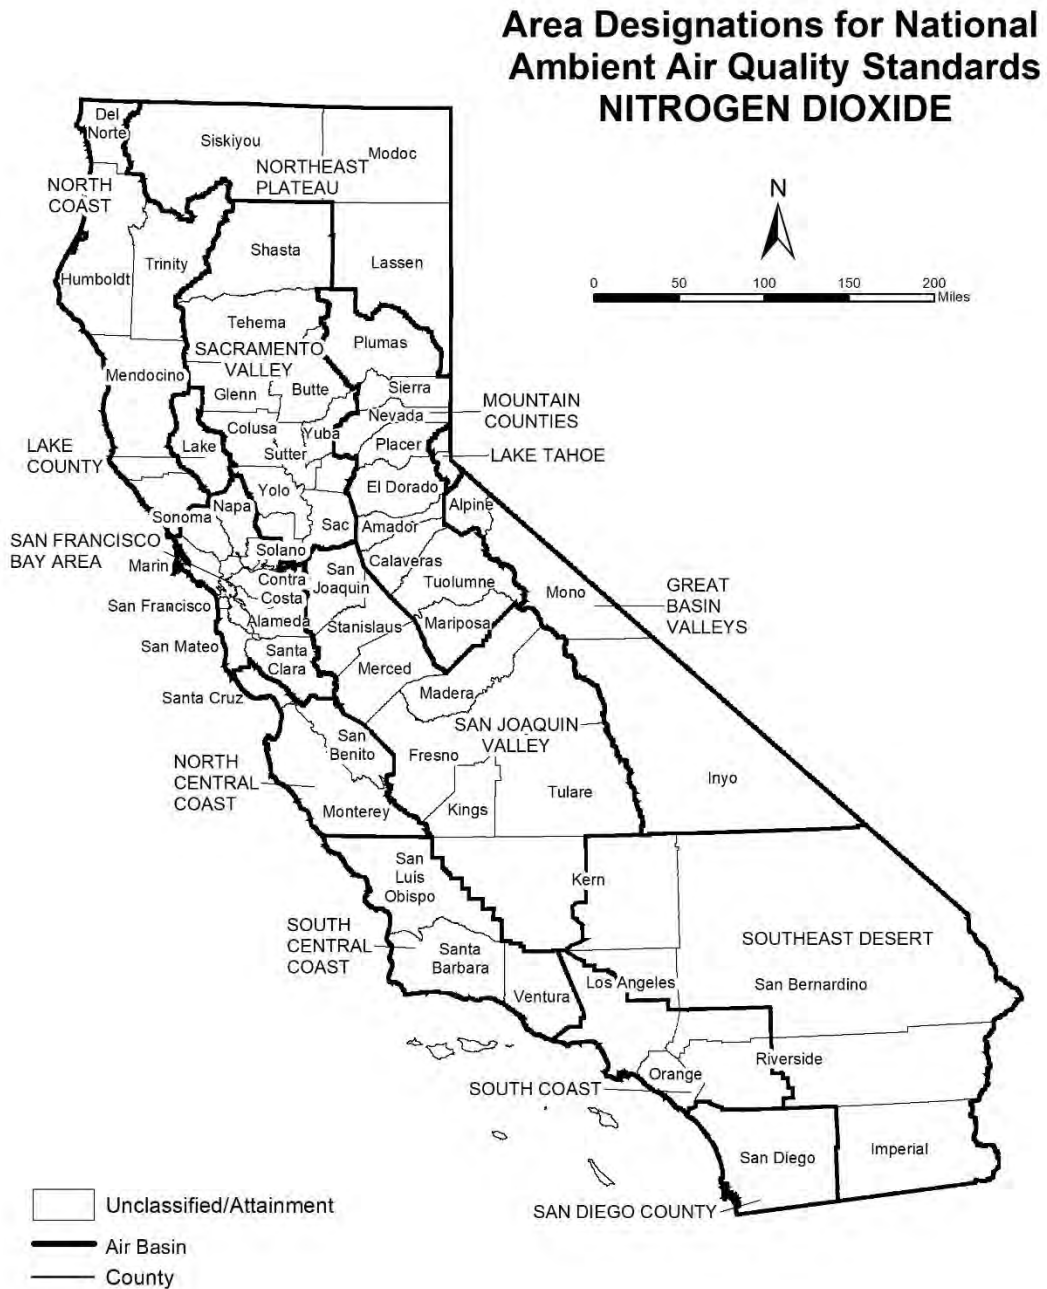 Area Designations for National
Ambient Air Quality Standards
NITROGEN DIOXIDE
Del
Norte
Siskiyou
Modoc
NORTHEAST
PLATEAU
NORTH
COAST
N
Shasta
Trinity
Lassen
Humboldt
0 50 100 150 200
Miles
Tehema
Plumas
SACRAMENTO
VALLEY
Mendocino
Glenn
Butte
Sierra
MOUNTAIN
COUNTIES
Nevada
Colusa
Yuba
Placer
LAKE
COUNTY
Lake
Sutter
LAKE TAHOE
Yolo
El Dorado
Alpine
Napa
Sonoma
Sac
Amador
SAN FRANCISCO
BAY AREA
Solano
Calaveras
Marin
Contra
Costa
San
Joaquin
Tuolumne
Mono
GREAT
BASIN
VALLEYS
San Francisco
Alameda
Stanislaus
Mariposa
San Mateo
Santa
Clara
Merced
Santa Cruz
Madera
SAN JOAQUIN
VALLEY
San
Benito
Fresno
NORTH
CENTRAL
COAST
Inyo
Tulare
Monterey
Kings
San
Luis
Obispo
Kern
SOUTH
CENTRAL
COAST
Santa
Barbara
SOUTHEAST DESERT
Ventura
Los Angeles
San Bernardino
Riverside
Orange
SOUTH COAST
San Diego
Imperial
SAN DIEGO COUNTY
Unclassified/Attainment
Air Basin
County